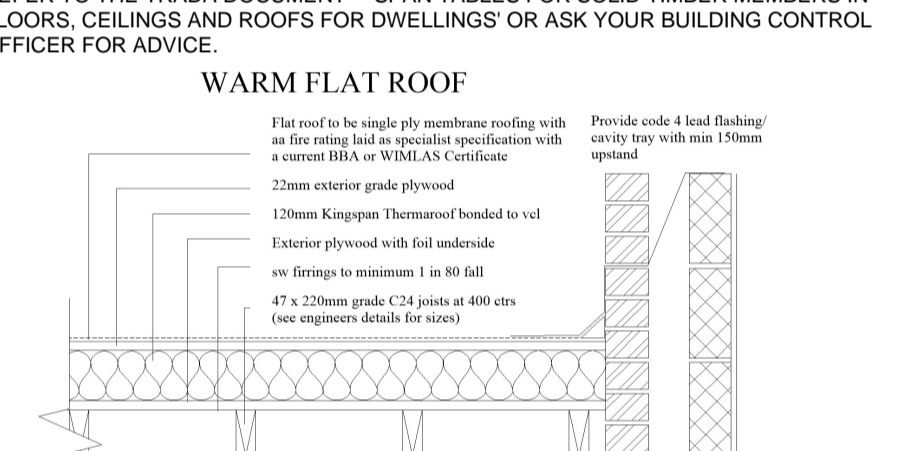 LOORS, CEILINGS AND ROOFS FOR DWELLINGS' OR ASK YOUR BUILDING CONTROL
FFICER FOR ADVICE.
WARM FLAT ROOF
Flat roof to be single ply membrane roofing with
aa fire rating laid as specialist specification with
a current BBA or WIMLAS Certificate
22mm exterior grade plywood
120mm Kingspan Thermaroof bonded to vcl
Exterior plywood with foil underside
sw firrings to minimum 1 in 80 fall
47 x 220mm grade C24 joists at 400 ctrs
(see engineers details for sizes)
Provide code 4 lead flashing/
cavity tray with min 150mm
upstand